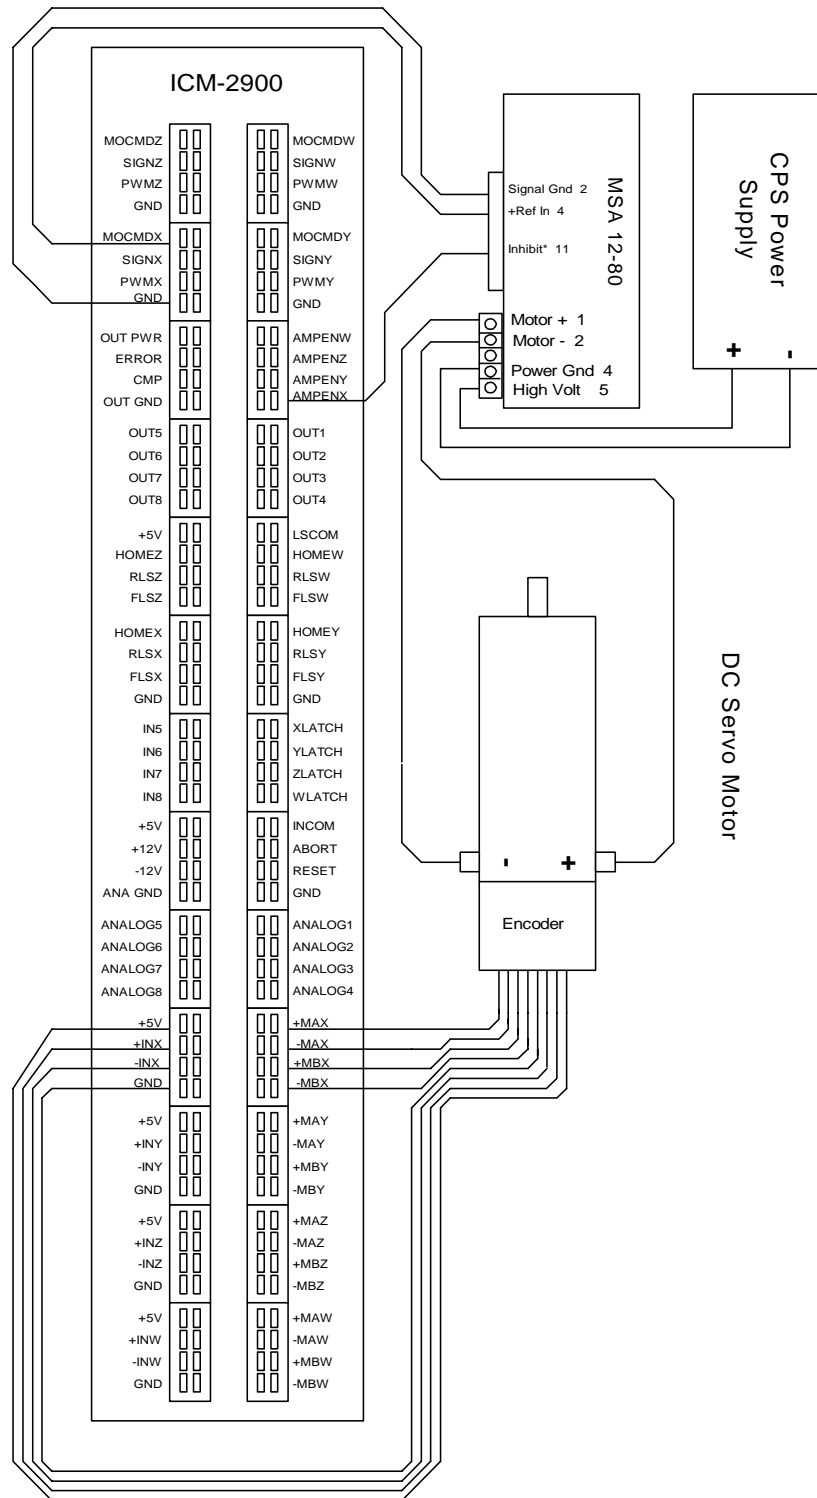 ICM-2900
MOCMDZ
SIGNZ
PWMZ
GND
MOCMDX
SIGNX
PWMX
GND
OUT PWR
ERROR
CMP
OUT GND
OUT5
OUT6
OUT7
OUT8
+5V
HOMEZ
RLSZ
FLSZ
HOMEX
RLSX
FLSX
GND
IN5
IN6
IN7
IN8
+5V
+12V
-12V
ANA GND
ANALOG5
ANALOG6
ANALOG7
ANALOG8
+5V
+INX
-INX
GND
+5V
+INY
-INY
GND
+5V
+INZ
-INZ
GND
+5V
+INW
-INW
GND
MOCMDW
SIGNW
PWMW
GND
MOCMDY
SIGNY
PWMY
GND
AMPENW
AMPENZ
AMPENY
AMPENX
OUT1
OUT2
OUT3
OUT4
LSCOM
HOMEW
RLSW
FLSW
HOMEY
RLSY
FLSY
GND
XLATCH
YLATCH
ZLATCH
WLATCH
INCOM
ABORT
RESET
GND
ANALOG1
ANALOG2
ANALOG3
ANALOG4
+MAX
-MAX
+MBX
-MBX
+MAY
-MAY
+MBY
-MBY
+MAZ
-MAZ
+MBZ
-MBZ
+MAW
-MAW
+MBW
-MBW
MSA 12-80
Signal Gnd 2
+Ref In 4
Inhibit* 11
Motor + 1
Motor - 2
Power Gnd 4
High Volt 5
CPS Power
Supply
+ -
DC Servo Motor
- +
Encoder